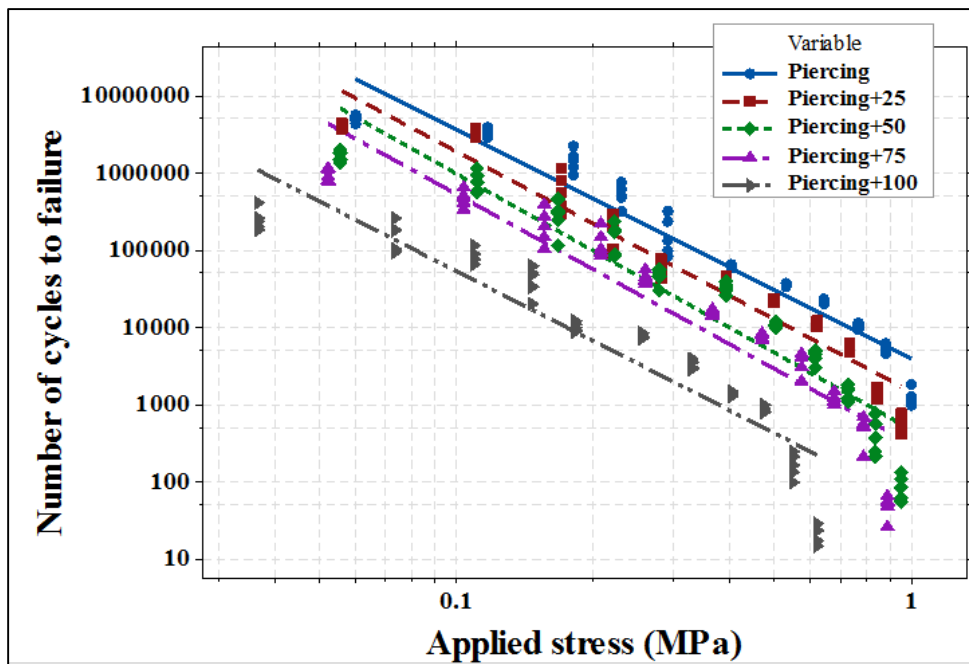 Variable
Piercing
Piercing+25
Piercing+50
Piercing+75
Piercing+100
Number of cycles to failure
10000000
1000000
100000
10000
1000
100
10
0.1
1
Applied stress (MPa)